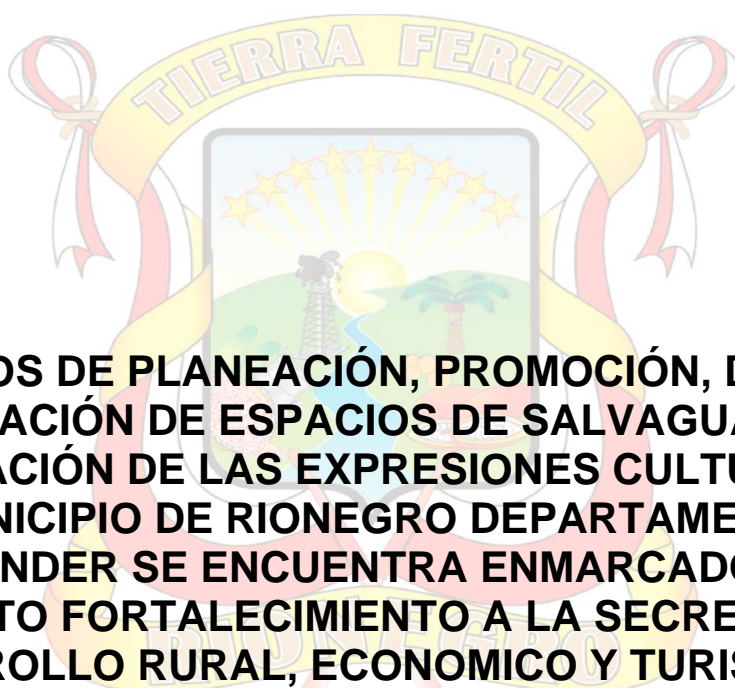 TIERRA FERTIL
OS DE PLANEACIÓN, PROMOCIÓN, D
ACIÓN DE ESPACIOS DE SALVAGUA
ACIÓN DE LAS EXPRESIONES CULTU
NICIPIO DE RIONEGRO DEPARTAME
NDER SE ENCUENTRA ENMARCADO
TO FORTALECIMIENTO A LA SECRE
ROLLO RURAL, ECONOMICO Y TURIS
RIONEGRO